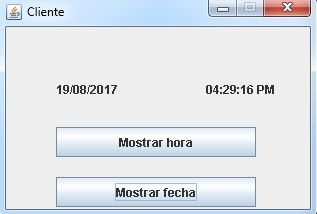 Cliente
19/08/2017 04:29:16 PM
Mostrar hora
Mostrar fecha